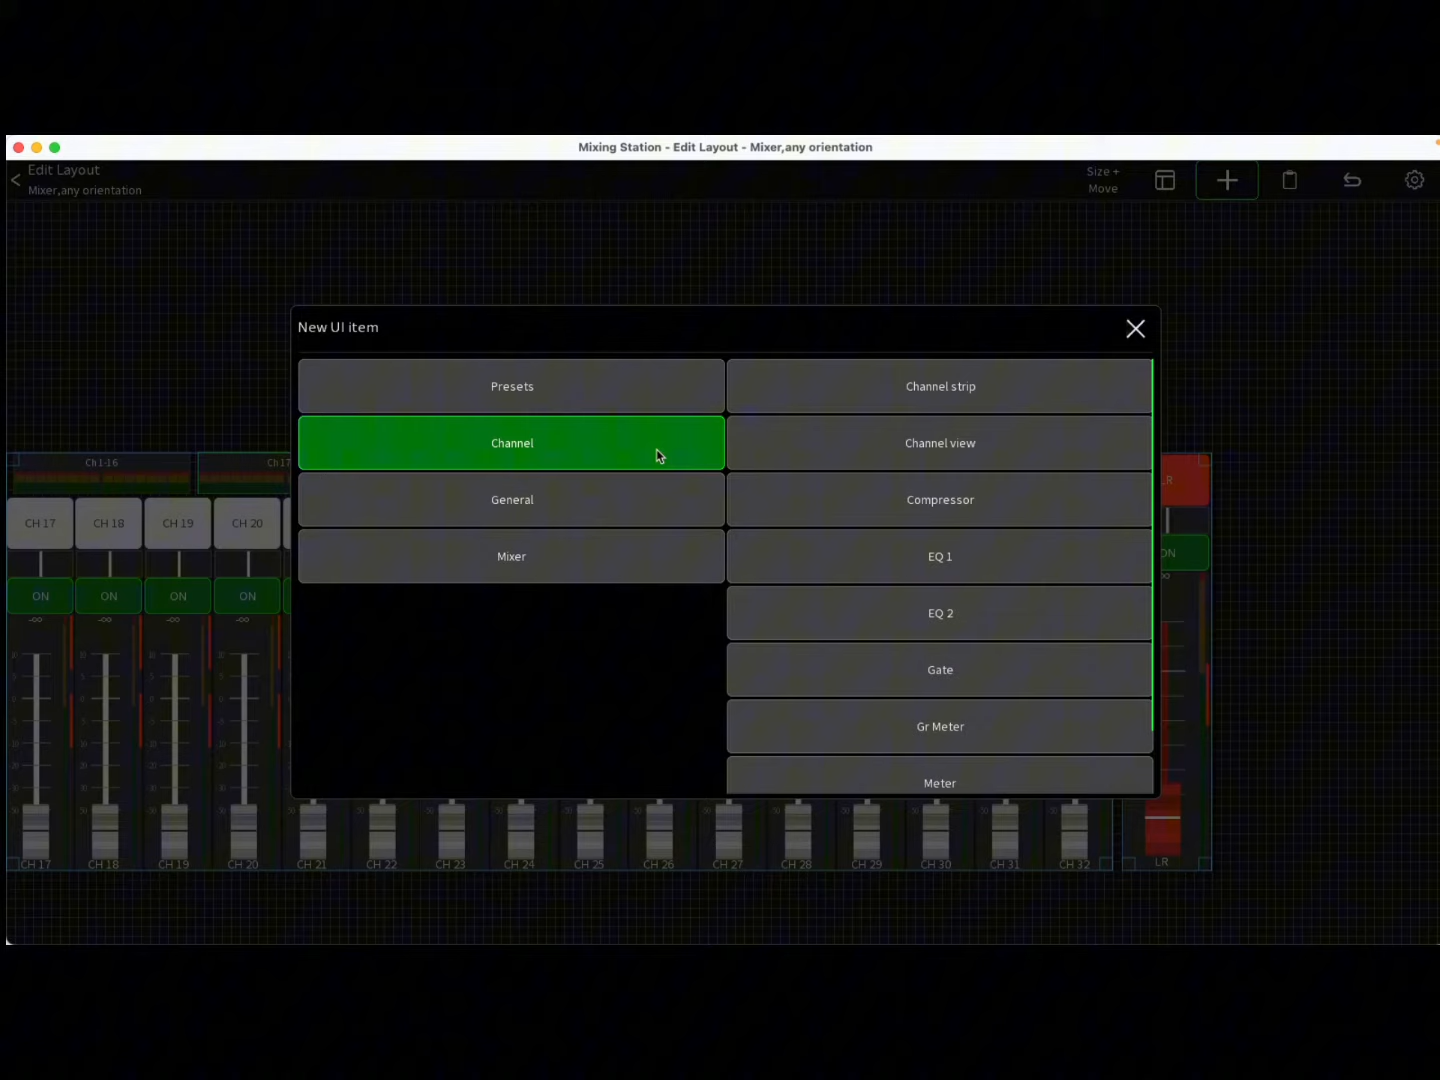 Mixing Station - Edit Layout - Mixer,any orientation
Edit Layout
Mixer,any orientation
Size +
Move
New UI item
Presets
Channel strip
Channel
Channel view
General
Compressor
Mixer
EQ 1
EQ 2
Gate
Gr Meter
Meter
Ch1-16
Ch17
LR
CH 17
CH 18
CH 19
CH 20
ON
ON
ON
ON
ON
-∞
-∞
-∞
-∞
CH 17
CH 18
CH 19
CH 20
CH 21
CH 22
CH 23
CH 24
CH 25
CH 26
CH 27
CH 28
CH 29
CH 30
CH 31
CH 32
LR